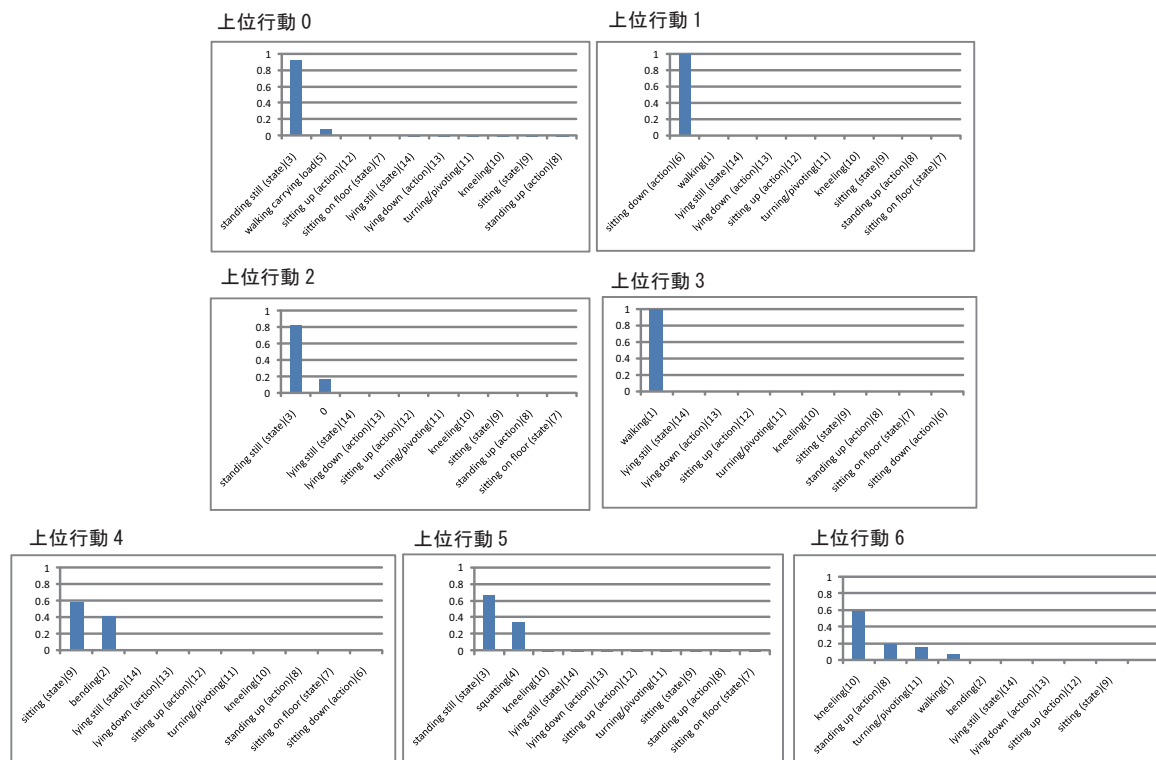 上位行動 0
1
0.8
0.6
0.4
0.2
0
standing still (state)(3)
walking carrying load(5)
sitting up (action)(12)
sitting on floor (state)(7)
lying still (state)(14)
lying down (action)(13)
turning/pivoting(11)
kneeling(10)
sitting (state)(9)
standing up (action)(8)
上位行動 1
1
0.8
0.6
0.4
0.2
0
sitting down (action)(6)
walking(1)
lying still (state)(14)
lying down (action)(13)
sitting up (action)(12)
turning/pivoting(11)
kneeling(10)
sitting (state)(9)
standing up (action)(8)
sitting on floor (state)(7)
上位行動 2
1
0.8
0.6
0.4
0.2
0
standing still (state)(3)
0
lying still (state)(14)
lying down (action)(13)
sitting up (action)(12)
turning/pivoting(11)
kneeling(10)
sitting (state)(9)
standing up (action)(8)
sitting on floor (state)(7)
上位行動 3
1
0.8
0.6
0.4
0.2
0
walking(1)
lying still (state)(14)
lying down (action)(13)
sitting up (action)(12)
turning/pivoting(11)
kneeling(10)
sitting (state)(9)
standing up (action)(8)
sitting on floor (state)(7)
sitting down (action)(6)
上位行動 4
1
0.8
0.6
0.4
0.2
0
sitting (state)(9)
bending(2)
lying still (state)(14)
lying down (action)(13)
sitting up (action)(12)
turning/pivoting(11)
kneeling(10)
standing up (action)(8)
sitting on floor (state)(7)
sitting down (action)(6)
上位行動 5
1
0.8
0.6
0.4
0.2
0
standing still (state)(3)
squatting(4)
kneeling(10)
lying still (state)(14)
lying down (action)(13)
sitting up (action)(12)
turning/pivoting(11)
sitting (state)(9)
standing up (action)(8)
sitting on floor (state)(7)
上位行動 6
1
0.8
0.6
0.4
0.2
0
kneeling(10)
standing up (action)(8)
turning/pivoting(11)
walking(1)
bending(2)
lying still (state)(14)
lying down (action)(13)
sitting up (action)(12)
sitting (state)(9)